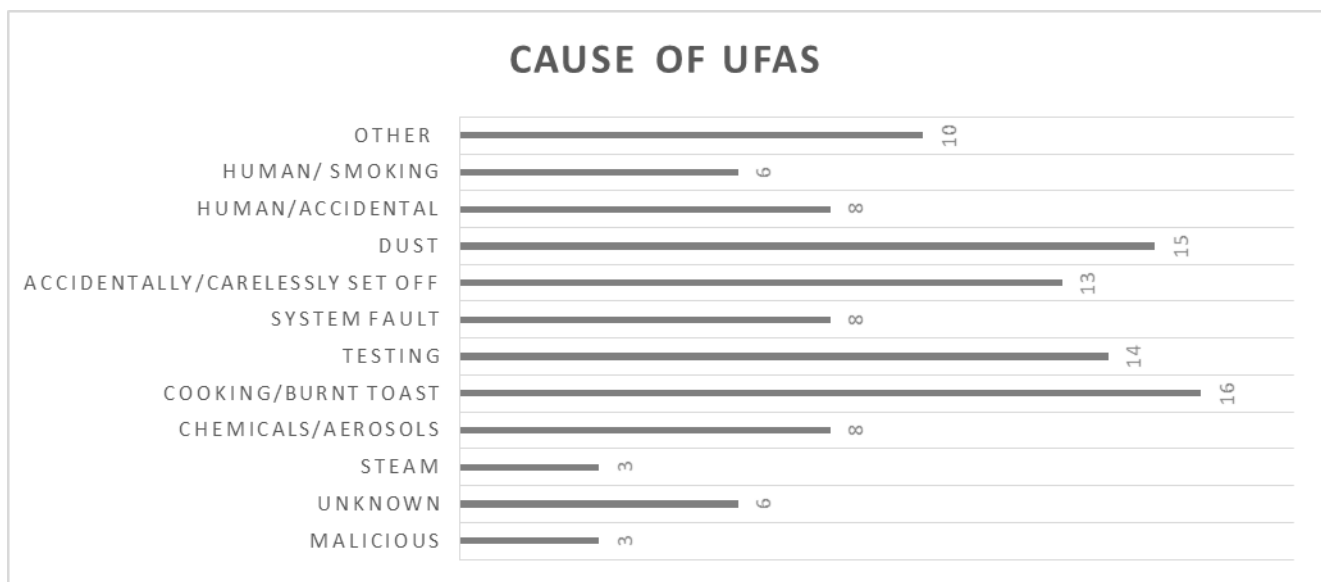 CAUSE OF UFAS
OTHER 10
HUMAN/ SMOKING 6
HUMAN/ACCIDENTAL 8
DUST 15
ACCIDENTALLY/CARELESSLY SET OFF 13
SYSTEM FAULT 8
TESTING 14
COOKING/BURNT TOAST 16
CHEMICALS/AEROSOLS 8
STEAM 3
UNKNOWN 6
MALICIOUS 3